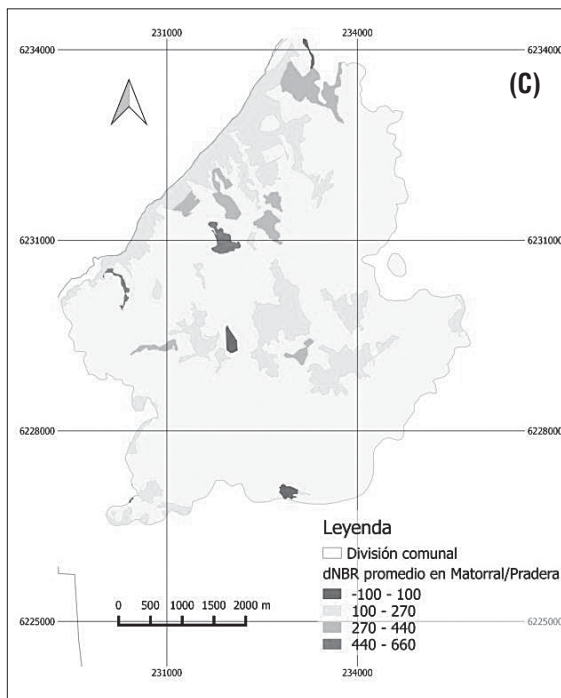 231000 234000
6234000 6234000
(C)
6231000 6231000
6228000 6228000
Leyenda
División comunal
dNBR promedio en Matorral/Pradera
-100 - 100
100 - 270
270 - 440
440 - 660
0 500 1000 1500 2000 m
6225000 6225000
231000 234000